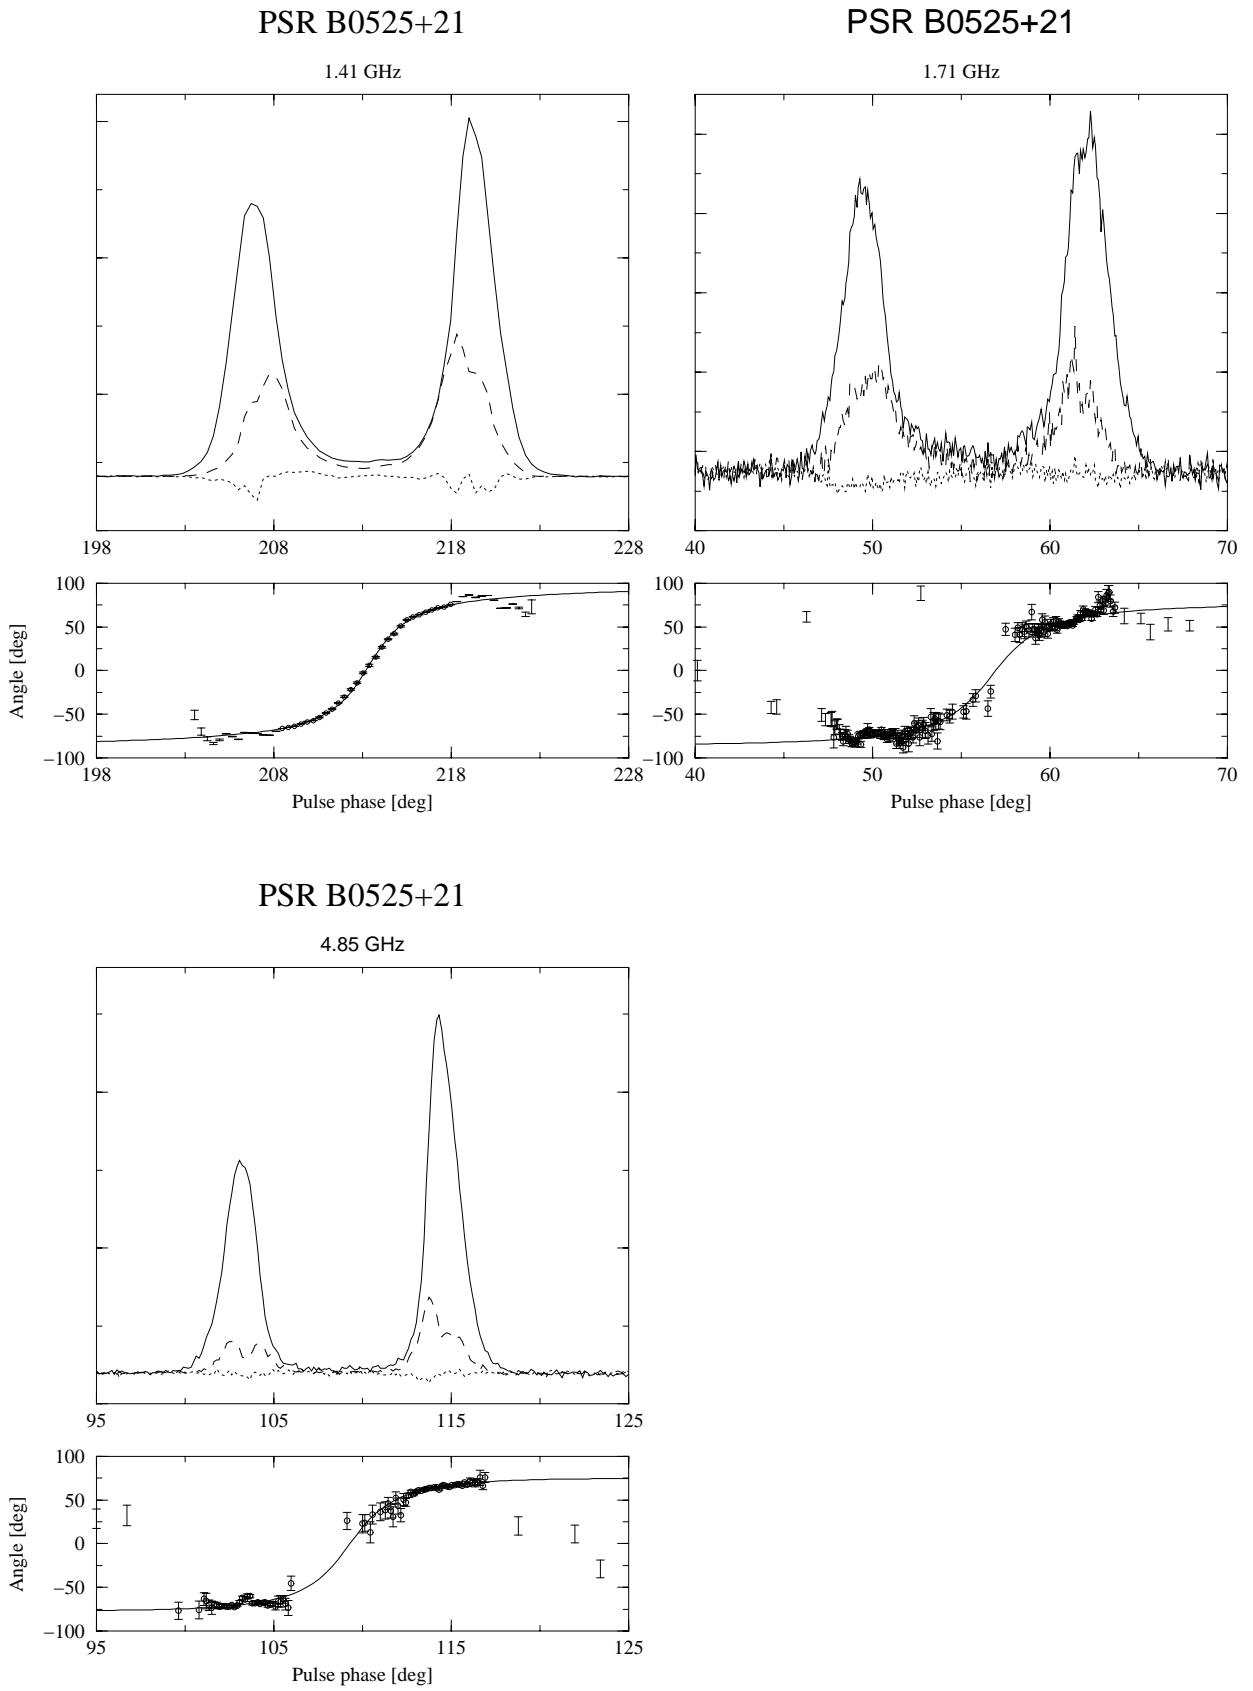 PSR B0525+21
PSR B0525+21
1.41 GHz
1.71 GHz
198 208 218 228
40 50 60 70
100
50
0
−50
−100
Angle [deg]
100
50
0
−50
−100
198 208 218 228
40 50 60 70
Pulse phase [deg]
Pulse phase [deg]
PSR B0525+21
4.85 GHz
95 105 115 125
100
50
0
−50
−100
Angle [deg]
95 105 115 125
Pulse phase [deg]